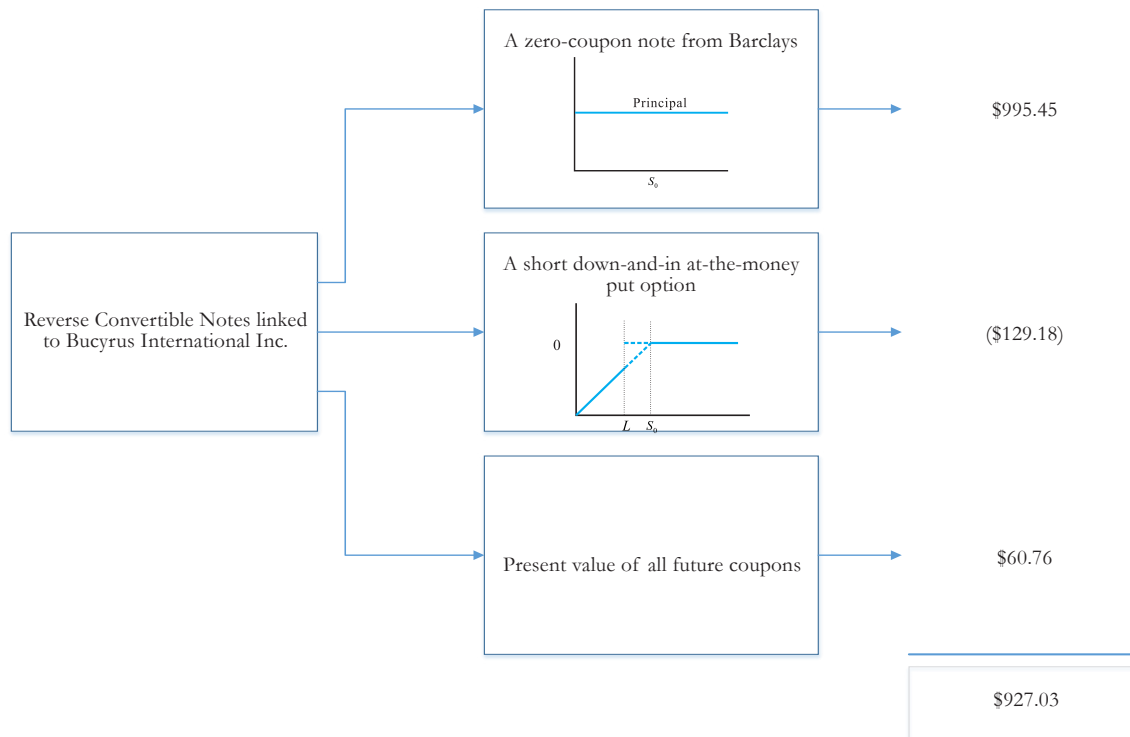 A zero-coupon note from Barclays
Principal
S₀
$995.45
Reverse Convertible Notes linked
to Bucyrus International Inc.
A short down-and-in at-the-money
put option
0
L S₀
($129.18)
Present value of all future coupons
$60.76
$927.03